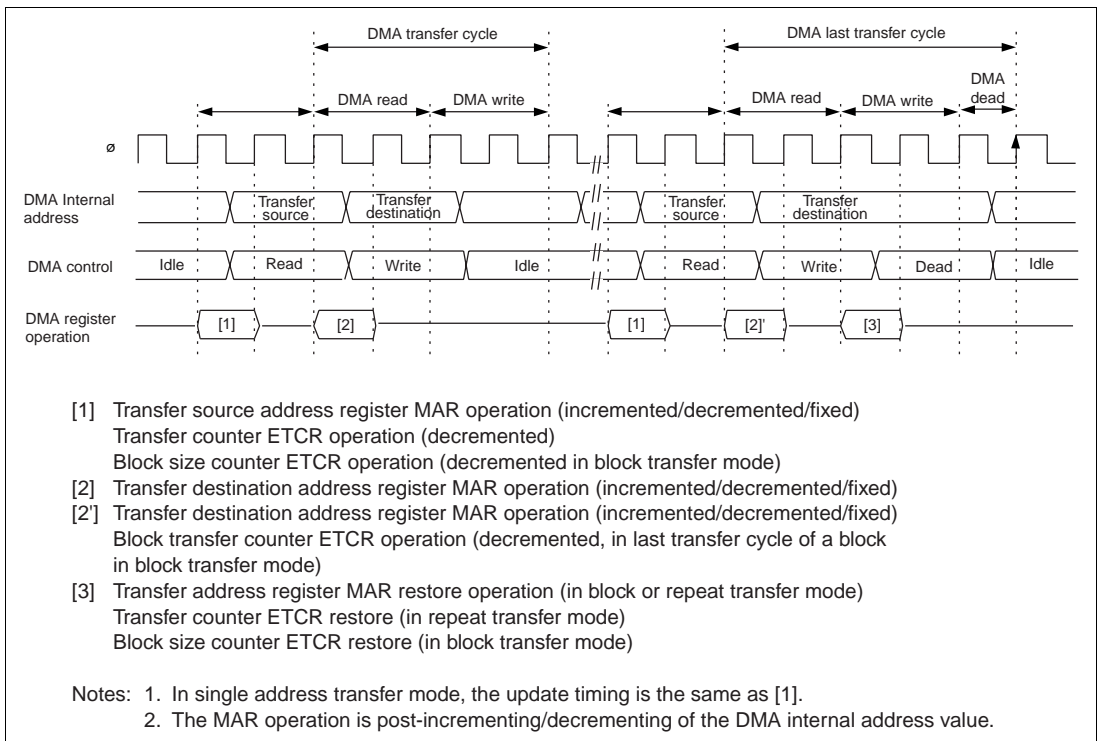 DMA transfer cycle
DMA last transfer cycle
DMA read
DMA write
DMA read
DMA write
DMA
dead
ø
DMA Internal
address
Transfer
source
Transfer
destination
Transfer
source
Transfer
destination
DMA control
Idle
Read
Write
Idle
Read
Write
Dead
Idle
DMA register
operation
[1]
[2]
[1]
[2]'
[3]
[1] Transfer source address register MAR operation (incremented/decremented/fixed)
Transfer counter ETCR operation (decremented)
Block size counter ETCR operation (decremented in block transfer mode)
[2] Transfer destination address register MAR operation (incremented/decremented/fixed)
[2'] Transfer destination address register MAR operation (incremented/decremented/fixed)
Block transfer counter ETCR operation (decremented, in last transfer cycle of a block
in block transfer mode)
[3] Transfer address register MAR restore operation (in block or repeat transfer mode)
Transfer counter ETCR restore (in repeat transfer mode)
Block size counter ETCR restore (in block transfer mode)
Notes: 1. In single address transfer mode, the update timing is the same as [1].
2. The MAR operation is post-incrementing/decrementing of the DMA internal address value.